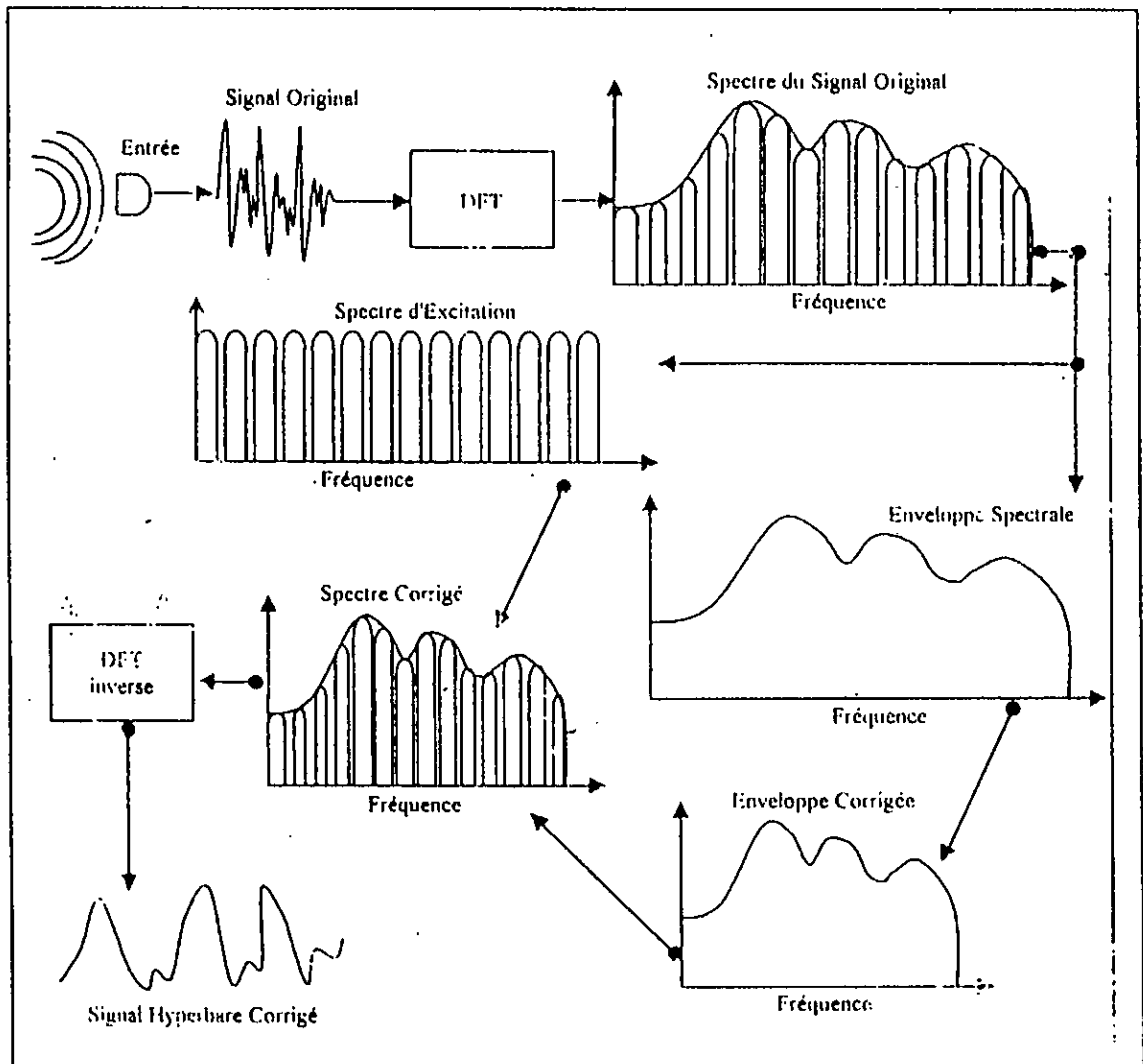 Spectre du Signal Original
Signal Original
Entrée
DFT
Fréquence
Spectre d'Excitation
Fréquence
Enveloppe Spectrale
Spectre Corrigé
DFT
inverse
Fréquence
Fréquence
Enveloppe Corrigée
Signal Hyperbare Corrigé
Fréquence